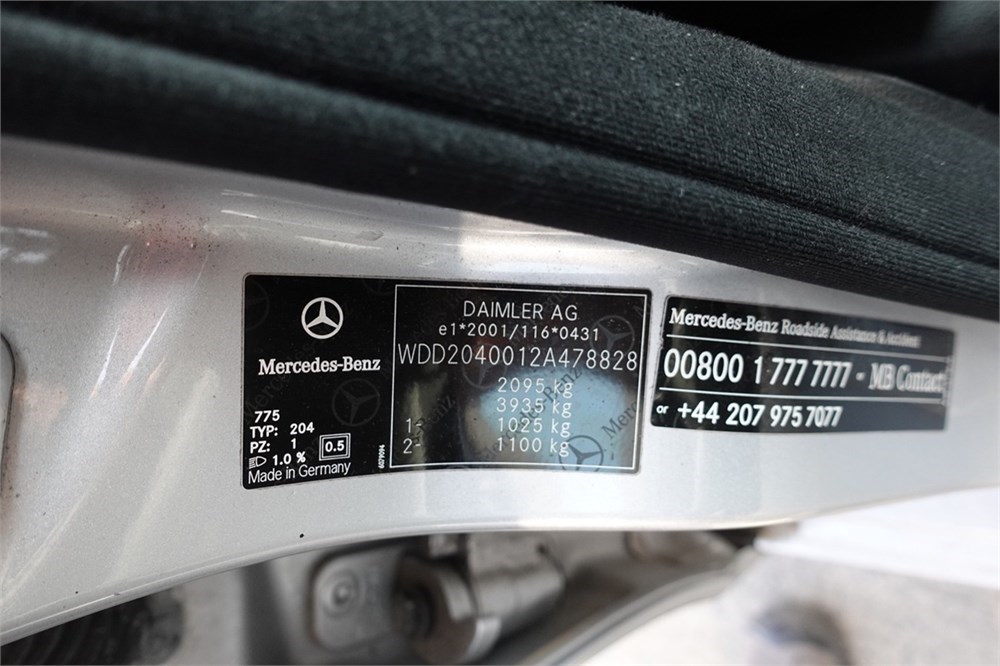 Mercedes-Benz
775
TYP: 204
PZ: 1
1.0 %
0.5
Made in Germany
6079094
DAIMLER AG
e1*2001/116*0431
WDD2040012A478828
2095 kg
3935 kg
1- 1025 kg
2- 1100 kg
Mercedes-Benz Roadside Assistance & Accident
00800 1 777 7777 - MB Contact
or +44 207 975 7077